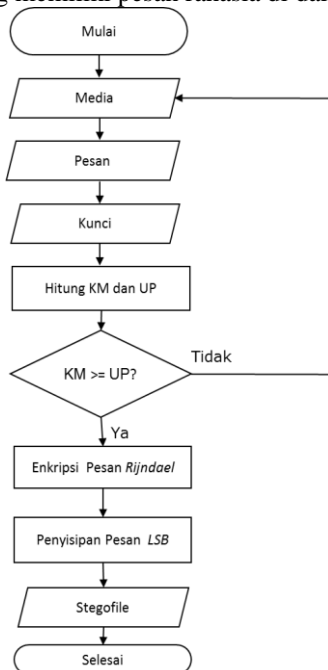 Mulai
Media
Pesan
Kunci
Hitung KM dan UP
KM >= UP?
Tidak
Ya
Enkripsi Pesan Rijndael
Penyisipan Pesan LSB
Stegofile
Selesai